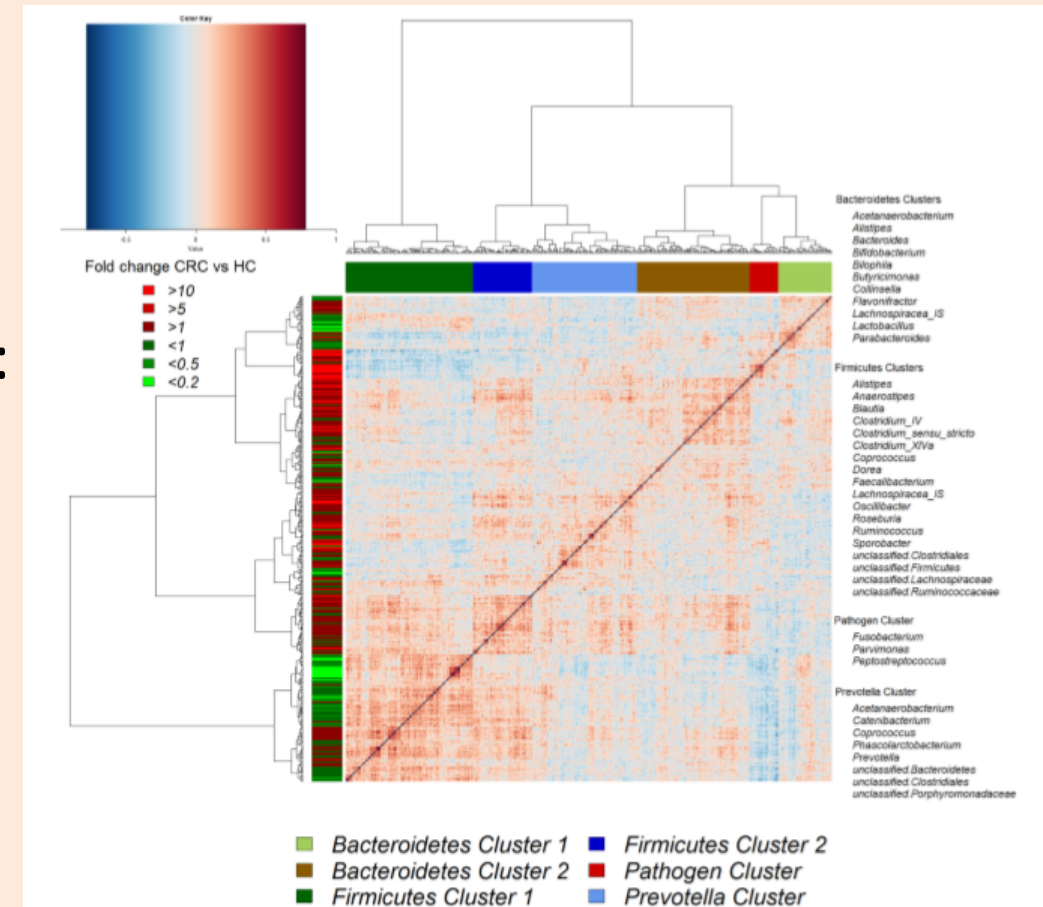 Color Key
-0.5 0 0.5 1
Value
Fold change CRC vs HC
>10
>5
>1
<1
<0.5
<0.2
:
Bacteroidetes Clusters
Acetanaerobacterium
Alistipes
Bacteroides
Bifidobacterium
Bilophila
Butyricimonas
Collinsella
Flavonifractor
Lachnospiracea_IS
Lactobacillus
Parabacteroides
Firmicutes Clusters
Alistipes
Anaerostipes
Blautia
Clostridium_IV
Clostridium_sensu_stricto
Clostridium_XIVa
Coprococcus
Dorea
Faecalibacterium
Lachnospiracea_IS
Oscillibacter
Roseburia
Ruminococcus
Sporobacter
unclassified.Clostridiales
unclassified.Firmicutes
unclassified.Lachnospiraceae
unclassified.Ruminococcaceae
Pathogen Cluster
Fusobacterium
Parvimonas
Peptostreptococcus
Prevotella Cluster
Acetanaerobacterium
Catenibacterium
Coprococcus
Phascolarctobacterium
Prevotella
unclassified.Bacteroidetes
unclassified.Clostridiales
unclassified.Porphyromonadaceae
Bacteroidetes Cluster 1
Bacteroidetes Cluster 2
Firmicutes Cluster 1
Firmicutes Cluster 2
Pathogen Cluster
Prevotella Cluster